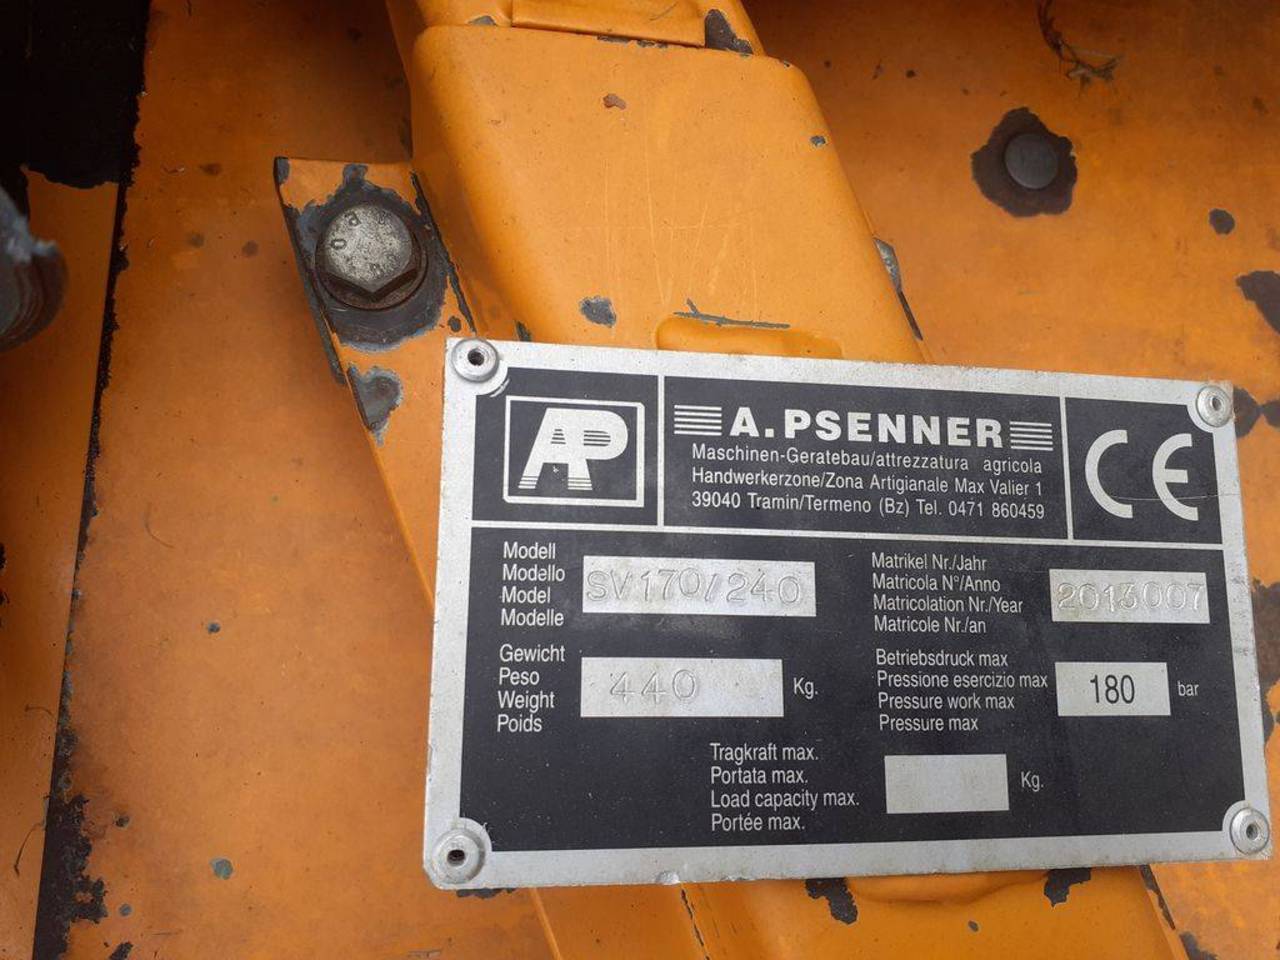 AP
A.PSENNER
Maschinen-Geratebau/attrezzatura agricola
Handwerkerzone/Zona Artigianale Max Valier 1
39040 Tramin/Termeno (Bz) Tel. 0471 860459
CE
Modell
Modello
Model
Modelle
SV170/240
Matrikel Nr./Jahr
Matricola N°/Anno
Matricolation Nr./Year
Matricole Nr./an
2013007
Gewicht
Peso
Weight
Poids
440 Kg.
Betriebsdruck max
Pressione esercizio max
Pressure work max
Pressure max
180 bar
Tragkraft max.
Portata max.
Load capacity max.
Portée max.
Kg.